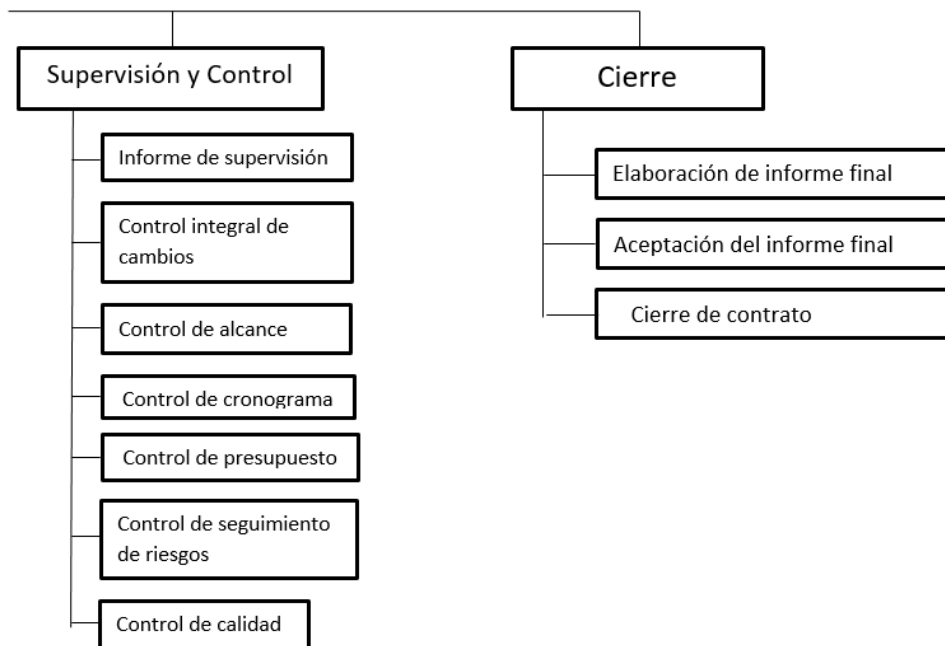 Supervisión y Control
Informe de supervisión
Control integral de
cambios
Control de alcance
Control de cronograma
Control de presupuesto
Control de seguimiento
de riesgos
Control de calidad
Cierre
Elaboración de informe final
Aceptación del informe final
Cierre de contrato